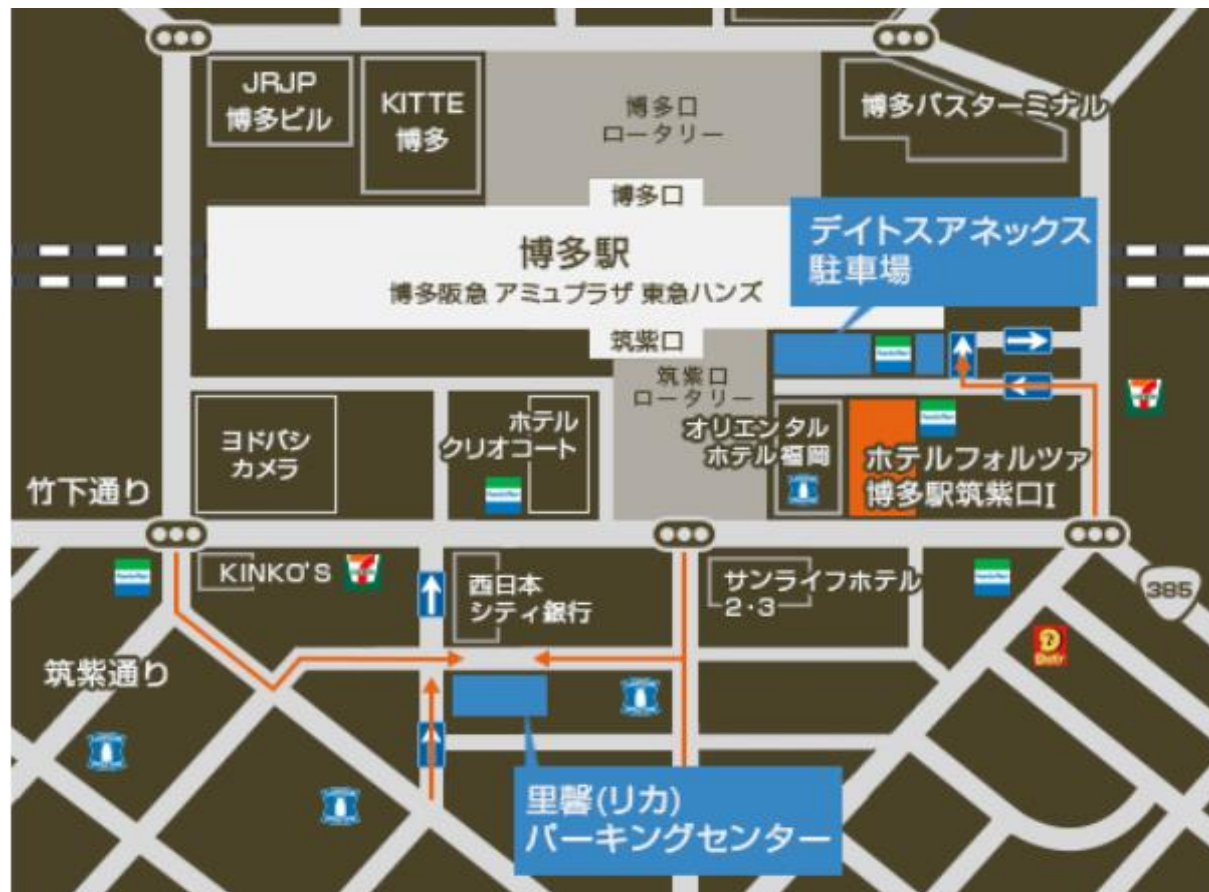 JRJP
博多ビル
KITTE
博多
博多口
ロータリー
博多バスターミナル
博多口
博多駅
博多阪急 アミュプラザ 東急ハンズ
デイトスアネックス
駐車場
筑紫口
筑紫口
ロータリー
ヨドバシ
カメラ
ホテル
クリオコート
オリエンタル
ホテル福岡
ホテルフォルツァ
博多駅筑紫口I
竹下通り
KINKO'S
西日本
シティ銀行
サンライフホテル
2・3
385
筑紫通り
里馨(リカ)
パーキングセンター